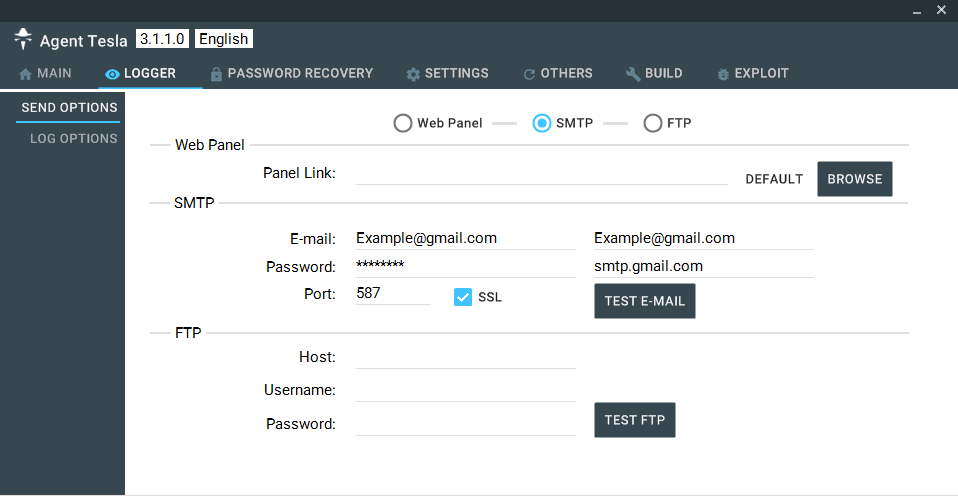 Agent Tesla 3.1.1.0 English
MAIN LOGGER PASSWORD RECOVERY SETTINGS OTHERS BUILD EXPLOIT
SEND OPTIONS
LOG OPTIONS
Web Panel SMTP FTP
Web Panel
Panel Link: DEFAULT BROWSE
SMTP
E-mail: Example@gmail.com Example@gmail.com
Password: ******** smtp.gmail.com
Port: 587 SSL TEST E-MAIL
FTP
Host:
Username:
Password: TEST FTP